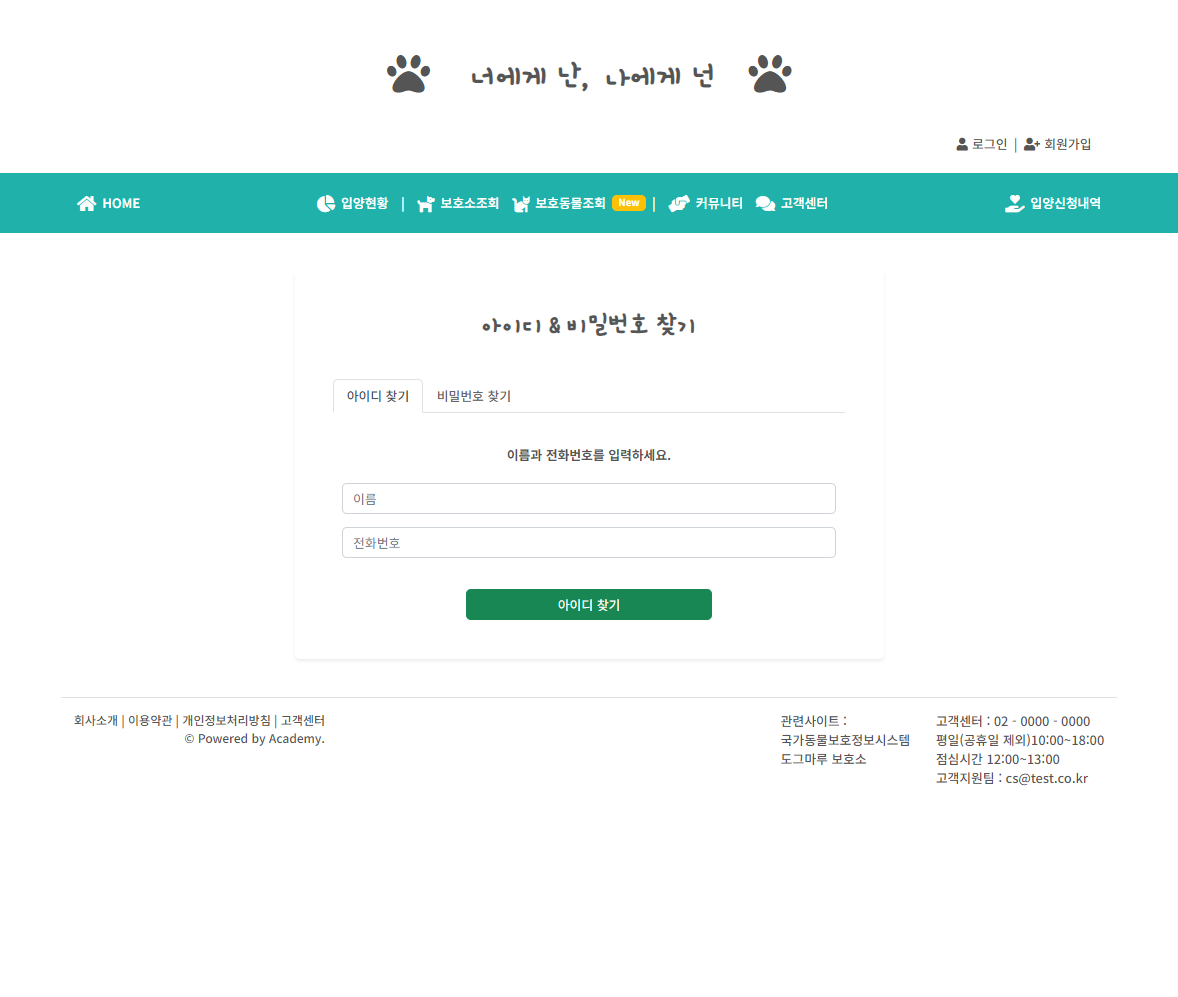 너에게 난, 나에게 넌
로그인 | 회원가입
HOME 입양현황 | 보호소조회 보호동물조회 New | 커뮤니티 고객센터 입양신청내역
아이디 & 비밀번호 찾기
아이디 찾기 비밀번호 찾기
이름과 전화번호를 입력하세요.
이름
전화번호
아이디 찾기
회사소개 | 이용약관 | 개인정보처리방침 | 고객센터
© Powered by Academy.
관련사이트 :
국가동물보호정보시스템
도그마루 보호소
고객센터 : 02 - 0000 - 0000
평일(공휴일 제외)10:00~18:00
점심시간 12:00~13:00
고객지원팀 : cs@test.co.kr